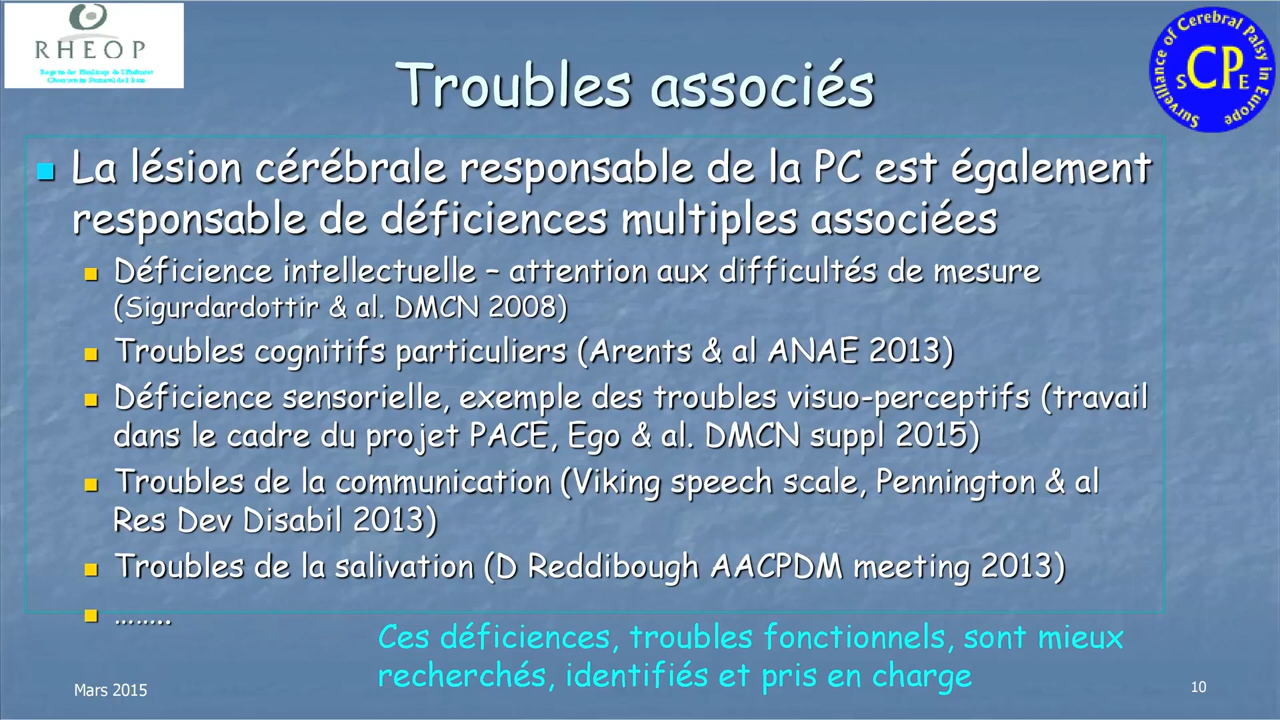 RHEOP
Troubles associés
Surveillance of Cerebral Palsy in Europe
SCPE
La lésion cérébrale responsable de la PC est également
responsable de déficiences multiples associées
Déficience intellectuelle – attention aux difficultés de mesure
(Sigurdardottir & al. DMCN 2008)
Troubles cognitifs particuliers (Arents & al ANAE 2013)
Déficience sensorielle, exemple des troubles visuo-perceptifs (travail
dans le cadre du projet PACE, Ego & al. DMCN suppl 2015)
Troubles de la communication (Viking speech scale, Pennington & al
Res Dev Disabil 2013)
Troubles de la salivation (D Reddibough AACPDM meeting 2013)
……..
Ces déficiences, troubles fonctionnels, sont mieux
recherchés, identifiés et pris en charge
Mars 2015
10